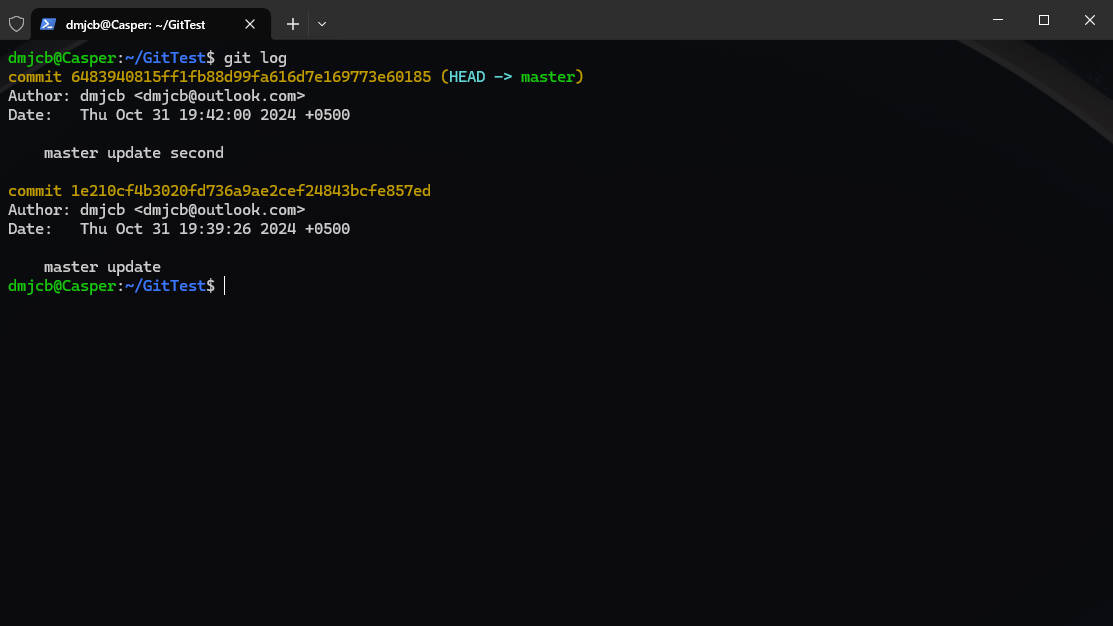 dmjcb@Casper: ~/GitTest
dmjcb@Casper:~/GitTest$ git log
commit 6483940815ff1fb88d99fa616d7e169773e60185 (HEAD -> master)
Author: dmjcb <dmjcb@outlook.com>
Date:   Thu Oct 31 19:42:00 2024 +0500
master update second
commit 1e210cf4b3020fd736a9ae2cef24843bcfe857ed
Author: dmjcb <dmjcb@outlook.com>
Date:   Thu Oct 31 19:39:26 2024 +0500
master update
dmjcb@Casper:~/GitTest$